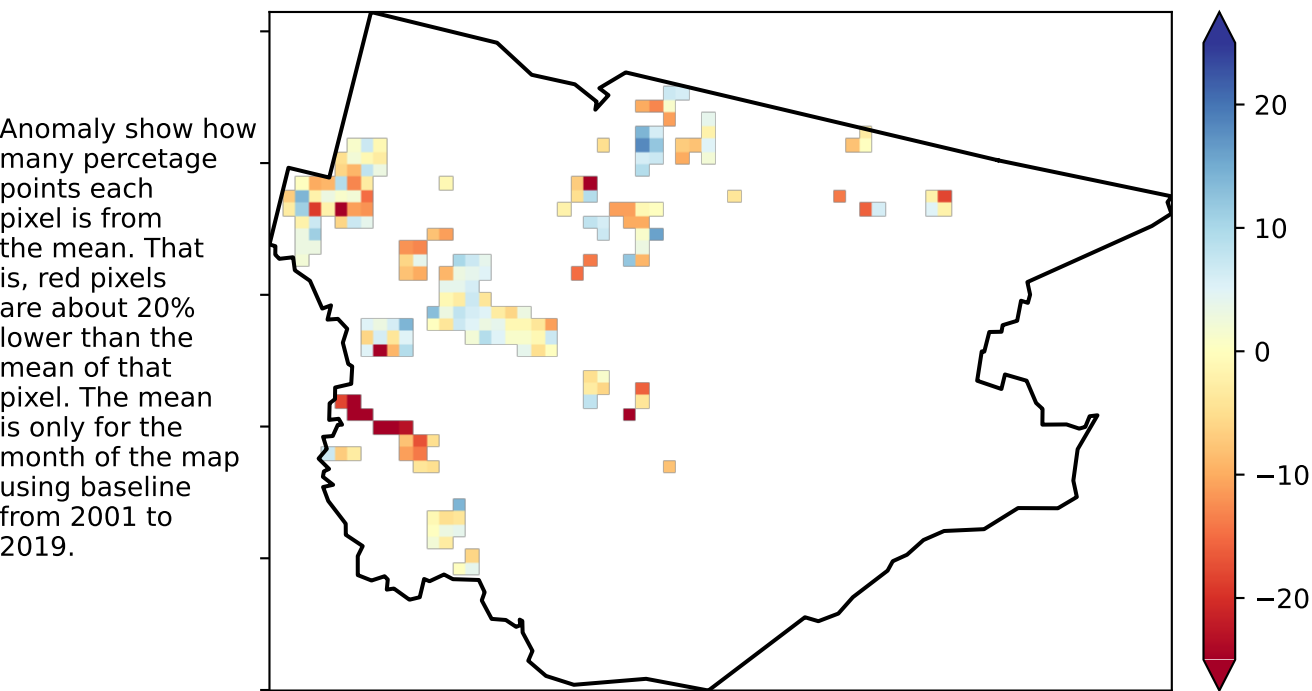 Anomaly show how
many percetage
points each
pixel is from
the mean. That
is, red pixels
are about 20%
lower than the
mean of that
pixel. The mean
is only for the
month of the map
using baseline
from 2001 to
2019.
20
10
0
−10
−20